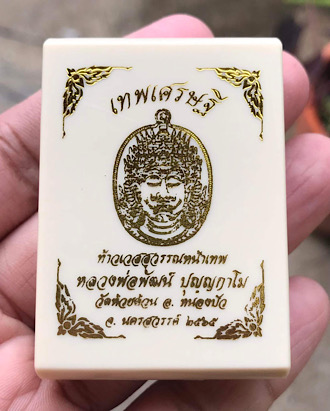 เทพเศรษฐี
ท้าวเวสสุวรรณหน้าเทพ
หลวงพ่อพัฒน์ ปุญญกาโม
วัดห้วยด้วน อ. หนองบัว
จ. นครสวรรค์ ๒๕๖๕